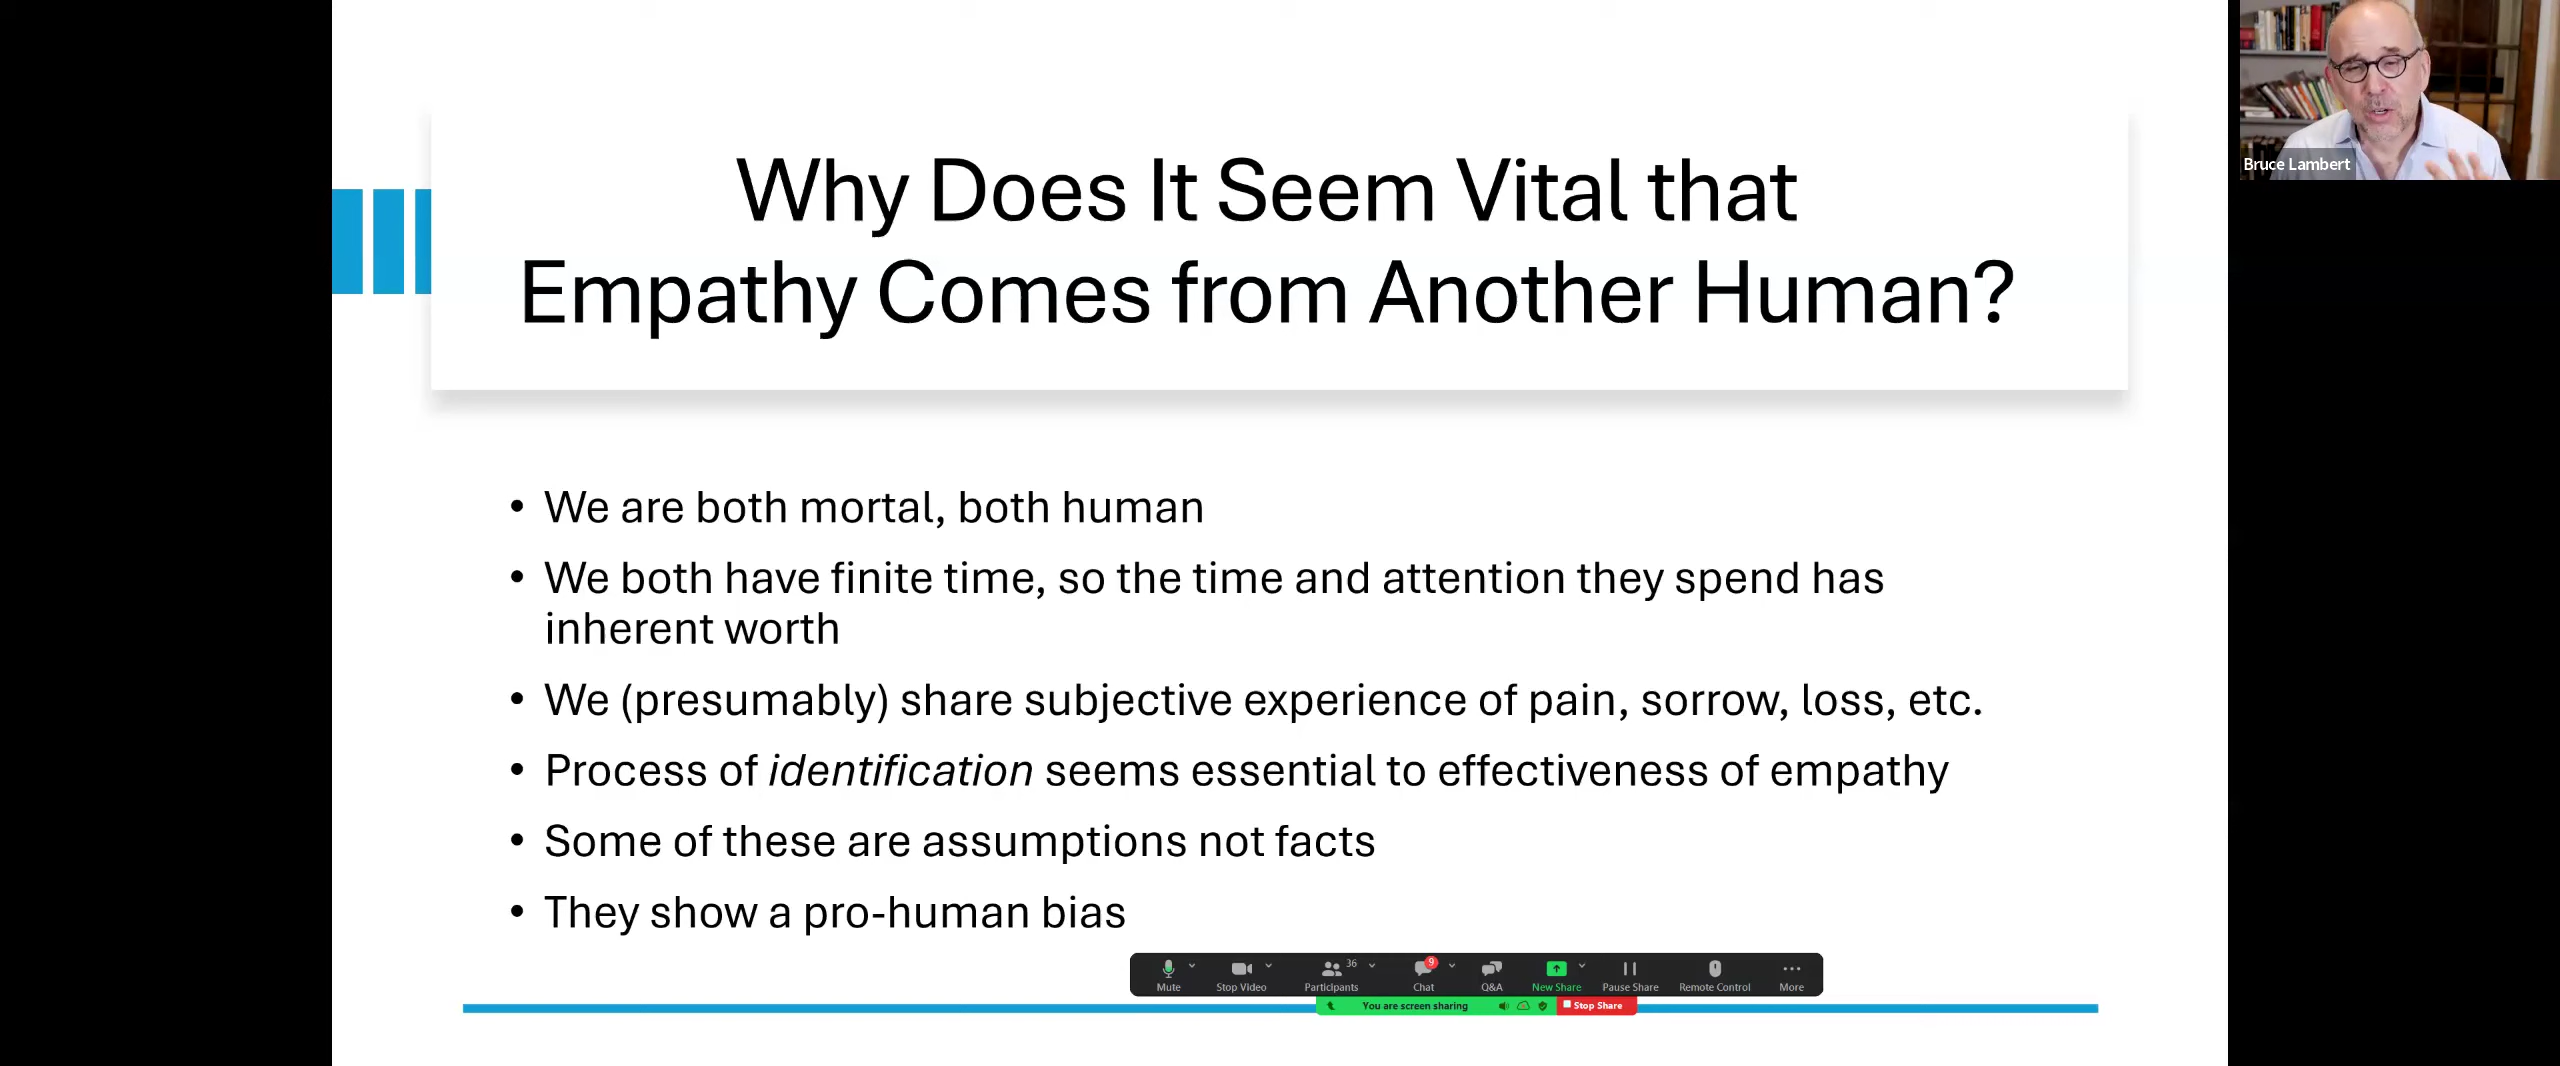 Why Does It Seem Vital that
Empathy Comes from Another Human?
• We are both mortal, both human
• We both have finite time, so the time and attention they spend has
inherent worth
• We (presumably) share subjective experience of pain, sorrow, loss, etc.
• Process of identification seems essential to effectiveness of empathy
• Some of these are assumptions not facts
• They show a pro-human bias
Bruce Lambert
36
9
Mute Stop Video Participants Chat Q&A New Share Pause Share Remote Control More
You are screen sharing Stop Share